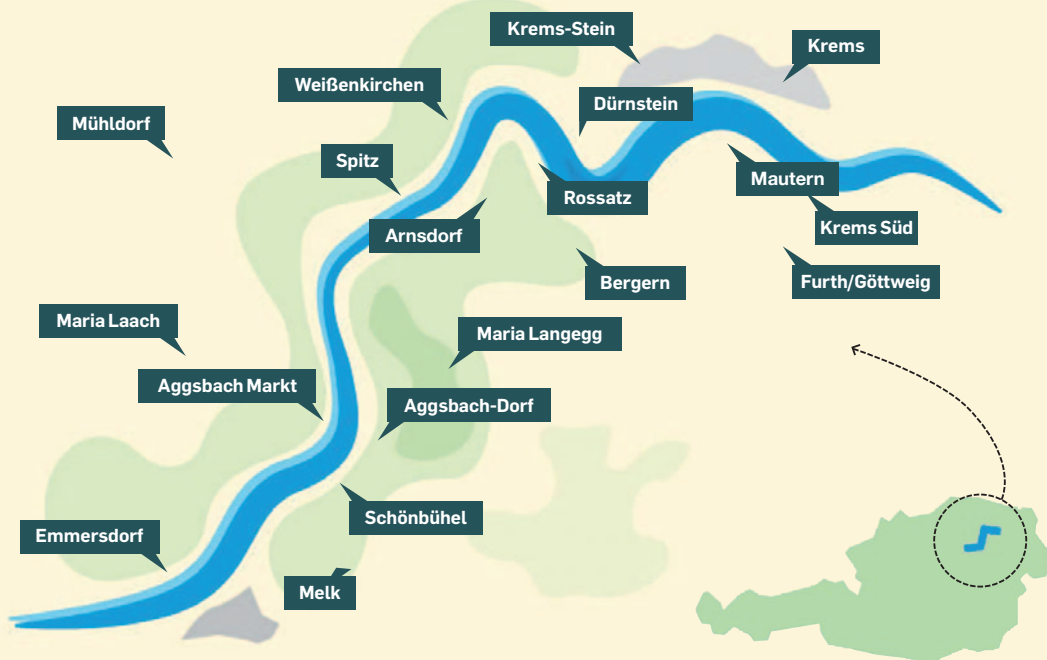 Krems-Stein
Krems
Weißenkirchen
Dürnstein
Mühldorf
Spitz
Mautern
Rossatz
Arnsdorf
Krems Süd
Bergern
Furth/Göttweig
Maria Laach
Maria Langegg
Aggsbach Markt
Aggsbach-Dorf
Schönbühel
Emmersdorf
Melk